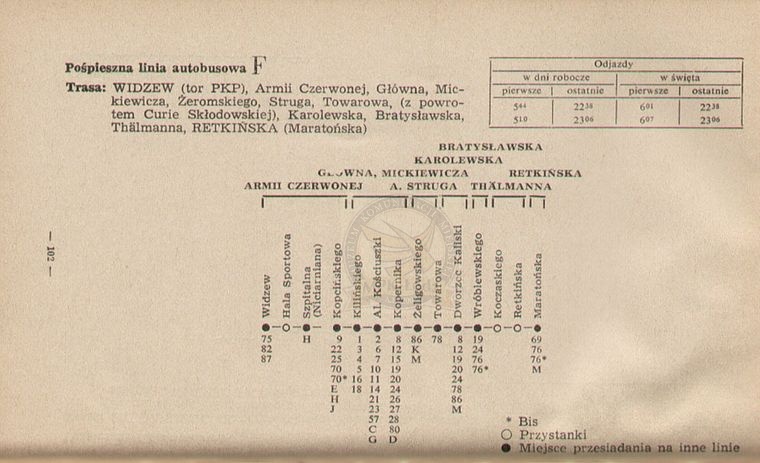 Pośpieszna linia autobusowa F
Trasa: WIDZEW (tor PKP), Armii Czerwonej, Główna, Mic-
kiewicza, Żeromskiego, Struga, Towarowa, (z powro-
tem Curie Skłodowskiej), Karolewska, Bratysławska,
Thälmanna, RETKIŃSKA (Maratońska)
Odjazdy
w dni robocze w święta
pierwsze ostatnie pierwsze ostatnie
5⁴⁴ 22³⁸ 6⁰¹ 22³⁸
5¹⁰ 23⁰⁶ 6⁰⁷ 23⁰⁶
BRATYSŁAWSKA
KAROLEWSKA
GŁÓWNA, MICKIEWICZA RETKIŃSKA
ARMII CZERWONEJ A. STRUGA THÄLMANNA
Widzew
Hala Sportowa
Szpitalna
(Niciarniana)
Kopcińskiego
Kilińskiego
Al. Kościuszki
Kopernika
Żeligowskiego
Towarowa
Dworzec Kaliski
Wróblewskiego
Koczaskiego
Retkińska
Maratońska
75 H 9 1 2 8 86 78 8 19 69
82 22 3 6 12 K 12 24 76
87 25 4 7 15 M 19 76 76*
70 5 10 19 20 76* M
70* 16 11 20 24
E 18 14 24 78
H 21 26 86
J 23 27 M
57 28
C 80
G D
* Bis
Przystanki
Miejsce przesiadania na inne linie
— 102 —